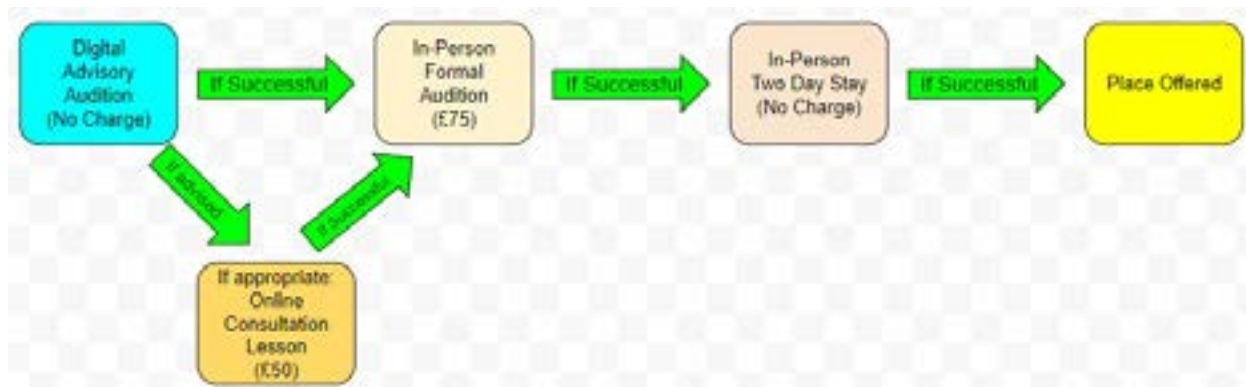 Digital
Advisory
Audition
(No Charge)
If Successful
In-Person
Formal
Audition
(£75)
If Successful
In-Person
Two Day Stay
(No Charge)
If Successful
Place Offered
If advised
If Successful
If appropriate:
Online
Consultation
Lesson
(£50)